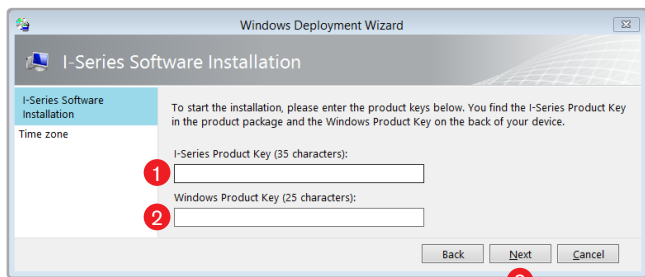 Windows Deployment Wizard
I-Series Software Installation
I-Series Software
Installation
Time zone
To start the installation, please enter the product keys below. You find the I-Series Product Key
in the product package and the Windows Product Key on the back of your device.
I-Series Product Key (35 characters):
1
Windows Product Key (25 characters):
2
Back Next Cancel